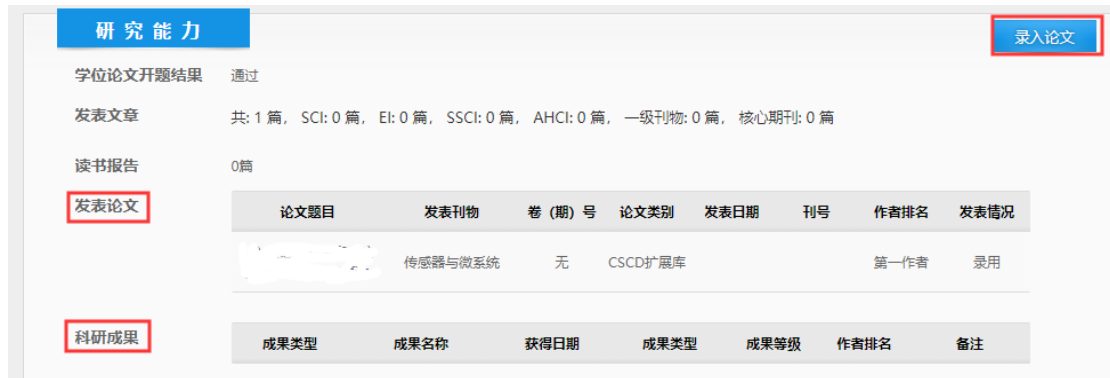 研究能力
录入论文
学位论文开题结果 通过
发表文章 共: 1 篇, SCI: 0 篇, EI: 0 篇, SSCI: 0 篇, AHCI: 0 篇, 一级刊物: 0 篇, 核心期刊: 0 篇
读书报告 0篇
发表论文
论文题目 发表刊物 卷（期）号 论文类别 发表日期 刊号 作者排名 发表情况
传感器与微系统 无 CSCD扩展库 第一作者 录用
科研成果
成果类型 成果名称 获得日期 成果类型 成果等级 作者排名 备注